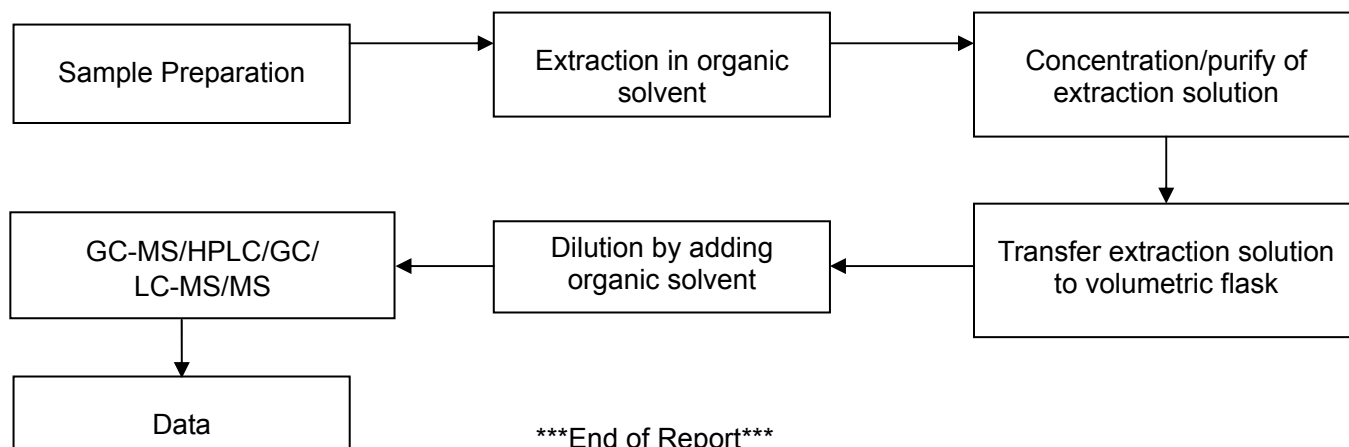 Sample Preparation
Extraction in organic
solvent
Concentration/purify of
extraction solution
Transfer extraction solution
to volumetric flask
Dilution by adding
organic solvent
GC-MS/HPLC/GC/
LC-MS/MS
Data
***End of Report***